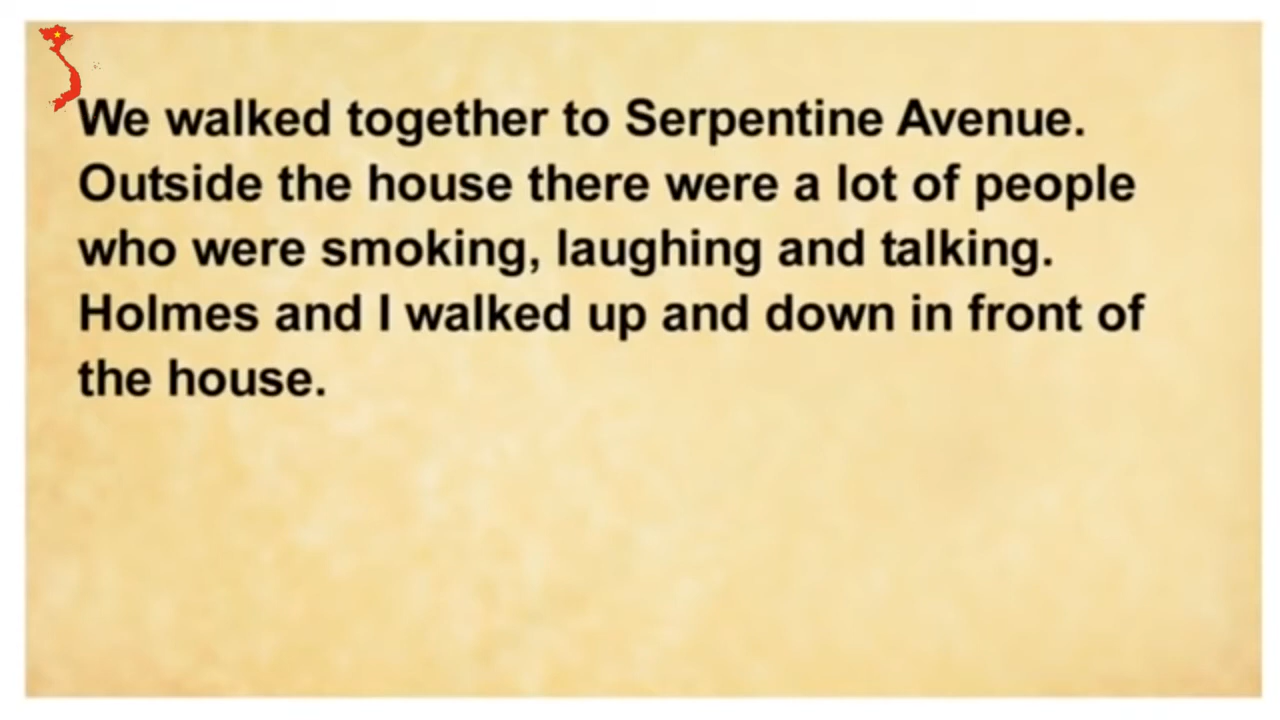 We walked together to Serpentine Avenue.
Outside the house there were a lot of people
who were smoking, laughing and talking.
Holmes and I walked up and down in front of
the house.